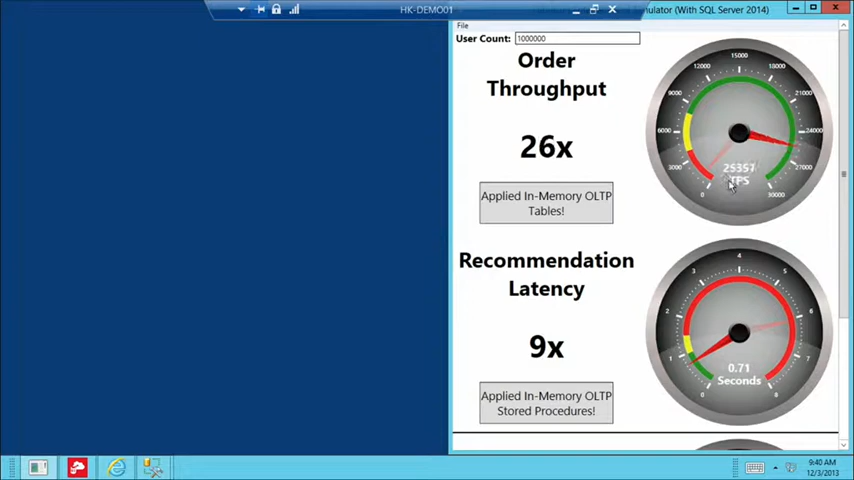 HK-DEMO01
ulator (With SQL Server 2014)
File
User Count: 1000000
Order
Throughput
26x
Applied In-Memory OLTP
Tables!
0
3000
6000
9000
12000
15000
18000
21000
24000
27000
30000
TPS
Recommendation
Latency
9x
Applied In-Memory OLTP
Stored Procedures!
0
1
2
3
4
5
6
7
8
0.71
Seconds
9:40 AM
12/3/2013